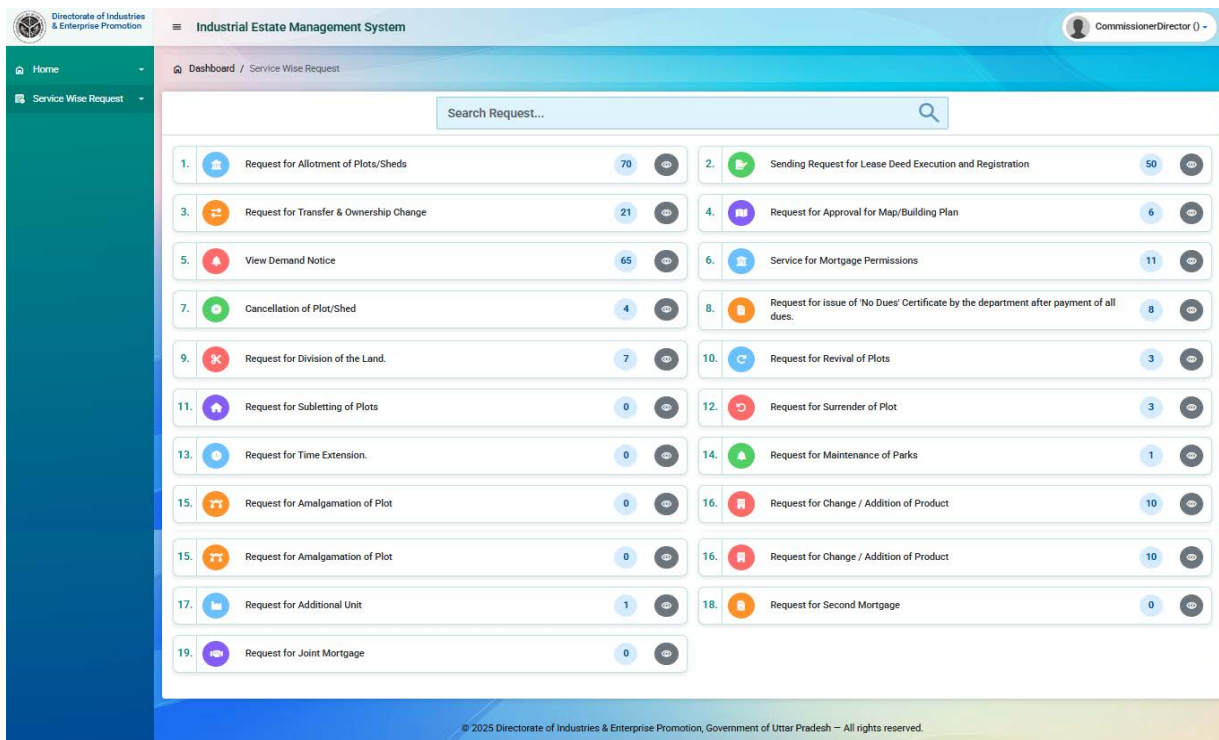 Directorate of Industries
& Enterprise Promotion
Industrial Estate Management System
CommissionerDirector ()
Home
Service Wise Request
Dashboard / Service Wise Request
Search Request...
1. Request for Allotment of Plots/Sheds 70
2. Sending Request for Lease Deed Execution and Registration 50
3. Request for Transfer & Ownership Change 21
4. Request for Approval for Map/Building Plan 6
5. View Demand Notice 65
6. Service for Mortgage Permissions 11
7. Cancellation of Plot/Shed 4
8. Request for issue of 'No Dues' Certificate by the department after payment of all
dues. 8
9. Request for Division of the Land. 7
10. Request for Revival of Plots 3
11. Request for Subletting of Plots 0
12. Request for Surrender of Plot 3
13. Request for Time Extension. 0
14. Request for Maintenance of Parks 1
15. Request for Amalgamation of Plot 0
16. Request for Change / Addition of Product 10
15. Request for Amalgamation of Plot 0
16. Request for Change / Addition of Product 10
17. Request for Additional Unit 1
18. Request for Second Mortgage 0
19. Request for Joint Mortgage 0
© 2025 Directorate of Industries & Enterprise Promotion, Government of Uttar Pradesh — All rights reserved.